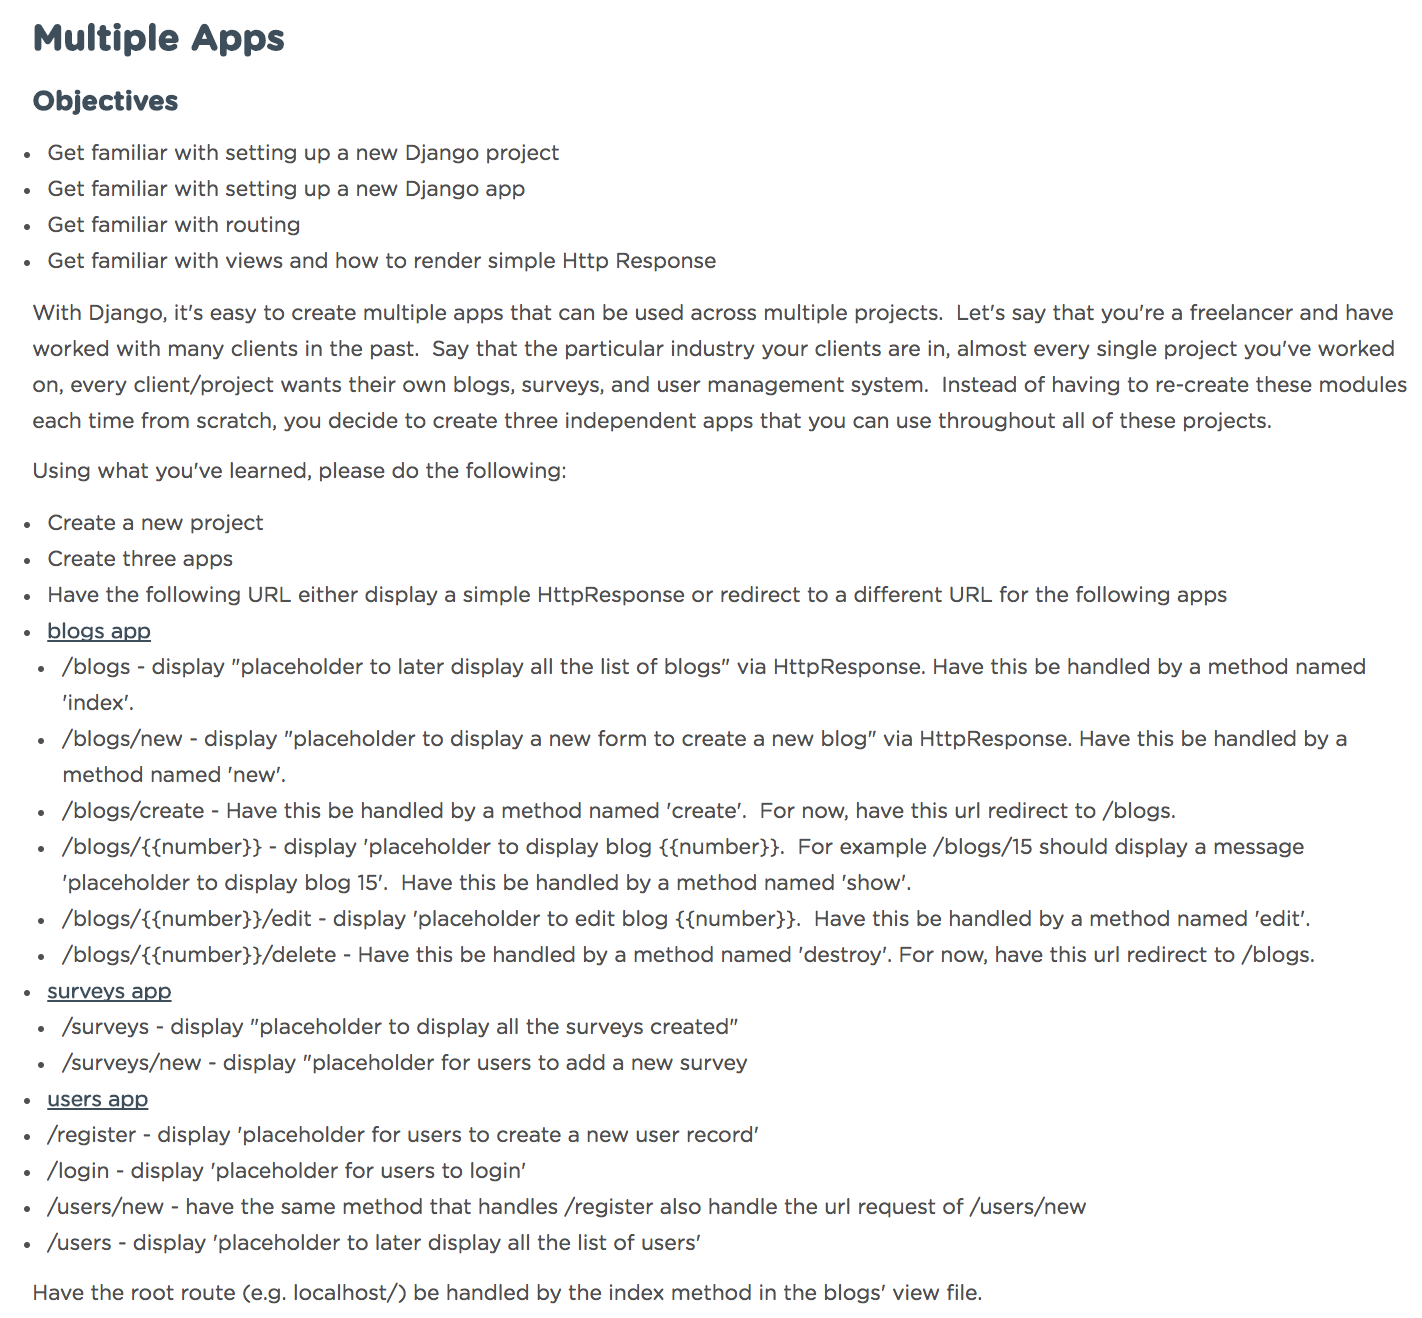 Multiple Apps
Objectives
• Get familiar with setting up a new Django project
• Get familiar with setting up a new Django app
• Get familiar with routing
• Get familiar with views and how to render simple Http Response
With Django, it's easy to create multiple apps that can be used across multiple projects.  Let's say that you're a freelancer and have
worked with many clients in the past.  Say that the particular industry your clients are in, almost every single project you've worked
on, every client/project wants their own blogs, surveys, and user management system.  Instead of having to re-create these modules
each time from scratch, you decide to create three independent apps that you can use throughout all of these projects.
Using what you've learned, please do the following:
• Create a new project
• Create three apps
• Have the following URL either display a simple HttpResponse or redirect to a different URL for the following apps
• blogs app
• /blogs - display "placeholder to later display all the list of blogs" via HttpResponse. Have this be handled by a method named
'index'.
• /blogs/new - display "placeholder to display a new form to create a new blog" via HttpResponse. Have this be handled by a
method named 'new'.
• /blogs/create - Have this be handled by a method named 'create'.  For now, have this url redirect to /blogs.
• /blogs/{{number}} - display 'placeholder to display blog {{number}}.  For example /blogs/15 should display a message
'placeholder to display blog 15'.  Have this be handled by a method named 'show'.
• /blogs/{{number}}/edit - display 'placeholder to edit blog {{number}}.  Have this be handled by a method named 'edit'.
• /blogs/{{number}}/delete - Have this be handled by a method named 'destroy'. For now, have this url redirect to /blogs.
• surveys app
• /surveys - display "placeholder to display all the surveys created"
• /surveys/new - display "placeholder for users to add a new survey
• users app
• /register - display 'placeholder for users to create a new user record'
• /login - display 'placeholder for users to login'
• /users/new - have the same method that handles /register also handle the url request of /users/new
• /users - display 'placeholder to later display all the list of users'
Have the root route (e.g. localhost/) be handled by the index method in the blogs' view file.